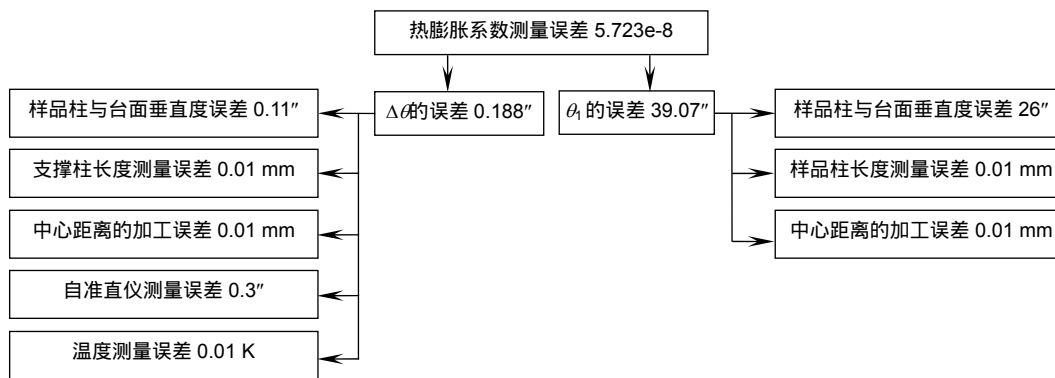 热膨胀系数测量误差 5.723e-8
样品柱与台面垂直度误差 0.11″
Δθ的误差 0.188″
θ₁ 的误差 39.07″
样品柱与台面垂直度误差 26″
支撑柱长度测量误差 0.01 mm
样品柱长度测量误差 0.01 mm
中心距离的加工误差 0.01 mm
中心距离的加工误差 0.01 mm
自准直仪测量误差 0.3″
温度测量误差 0.01 K